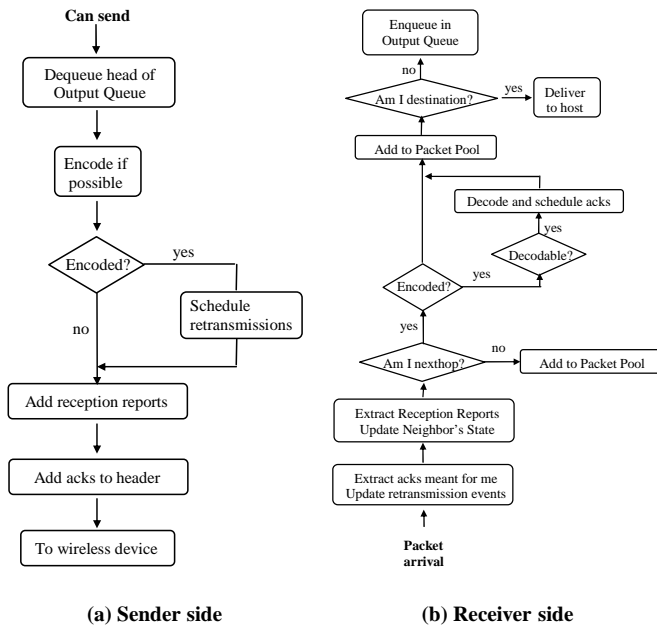 Can send
Dequeue head of
Output Queue
Encode if
possible
Encoded?
yes
no
Schedule
retransmissions
Add reception reports
Add acks to header
To wireless device
(a) Sender side
Enqueue in
Output Queue
no
Am I destination?
yes
Deliver
to host
Add to Packet Pool
Decode and schedule acks
yes
Decodable?
Encoded?
yes
yes
Am I nexthop?
no
Add to Packet Pool
Extract Reception Reports
Update Neighbor's State
Extract acks meant for me
Update retransmission events
Packet
arrival
(b) Receiver side